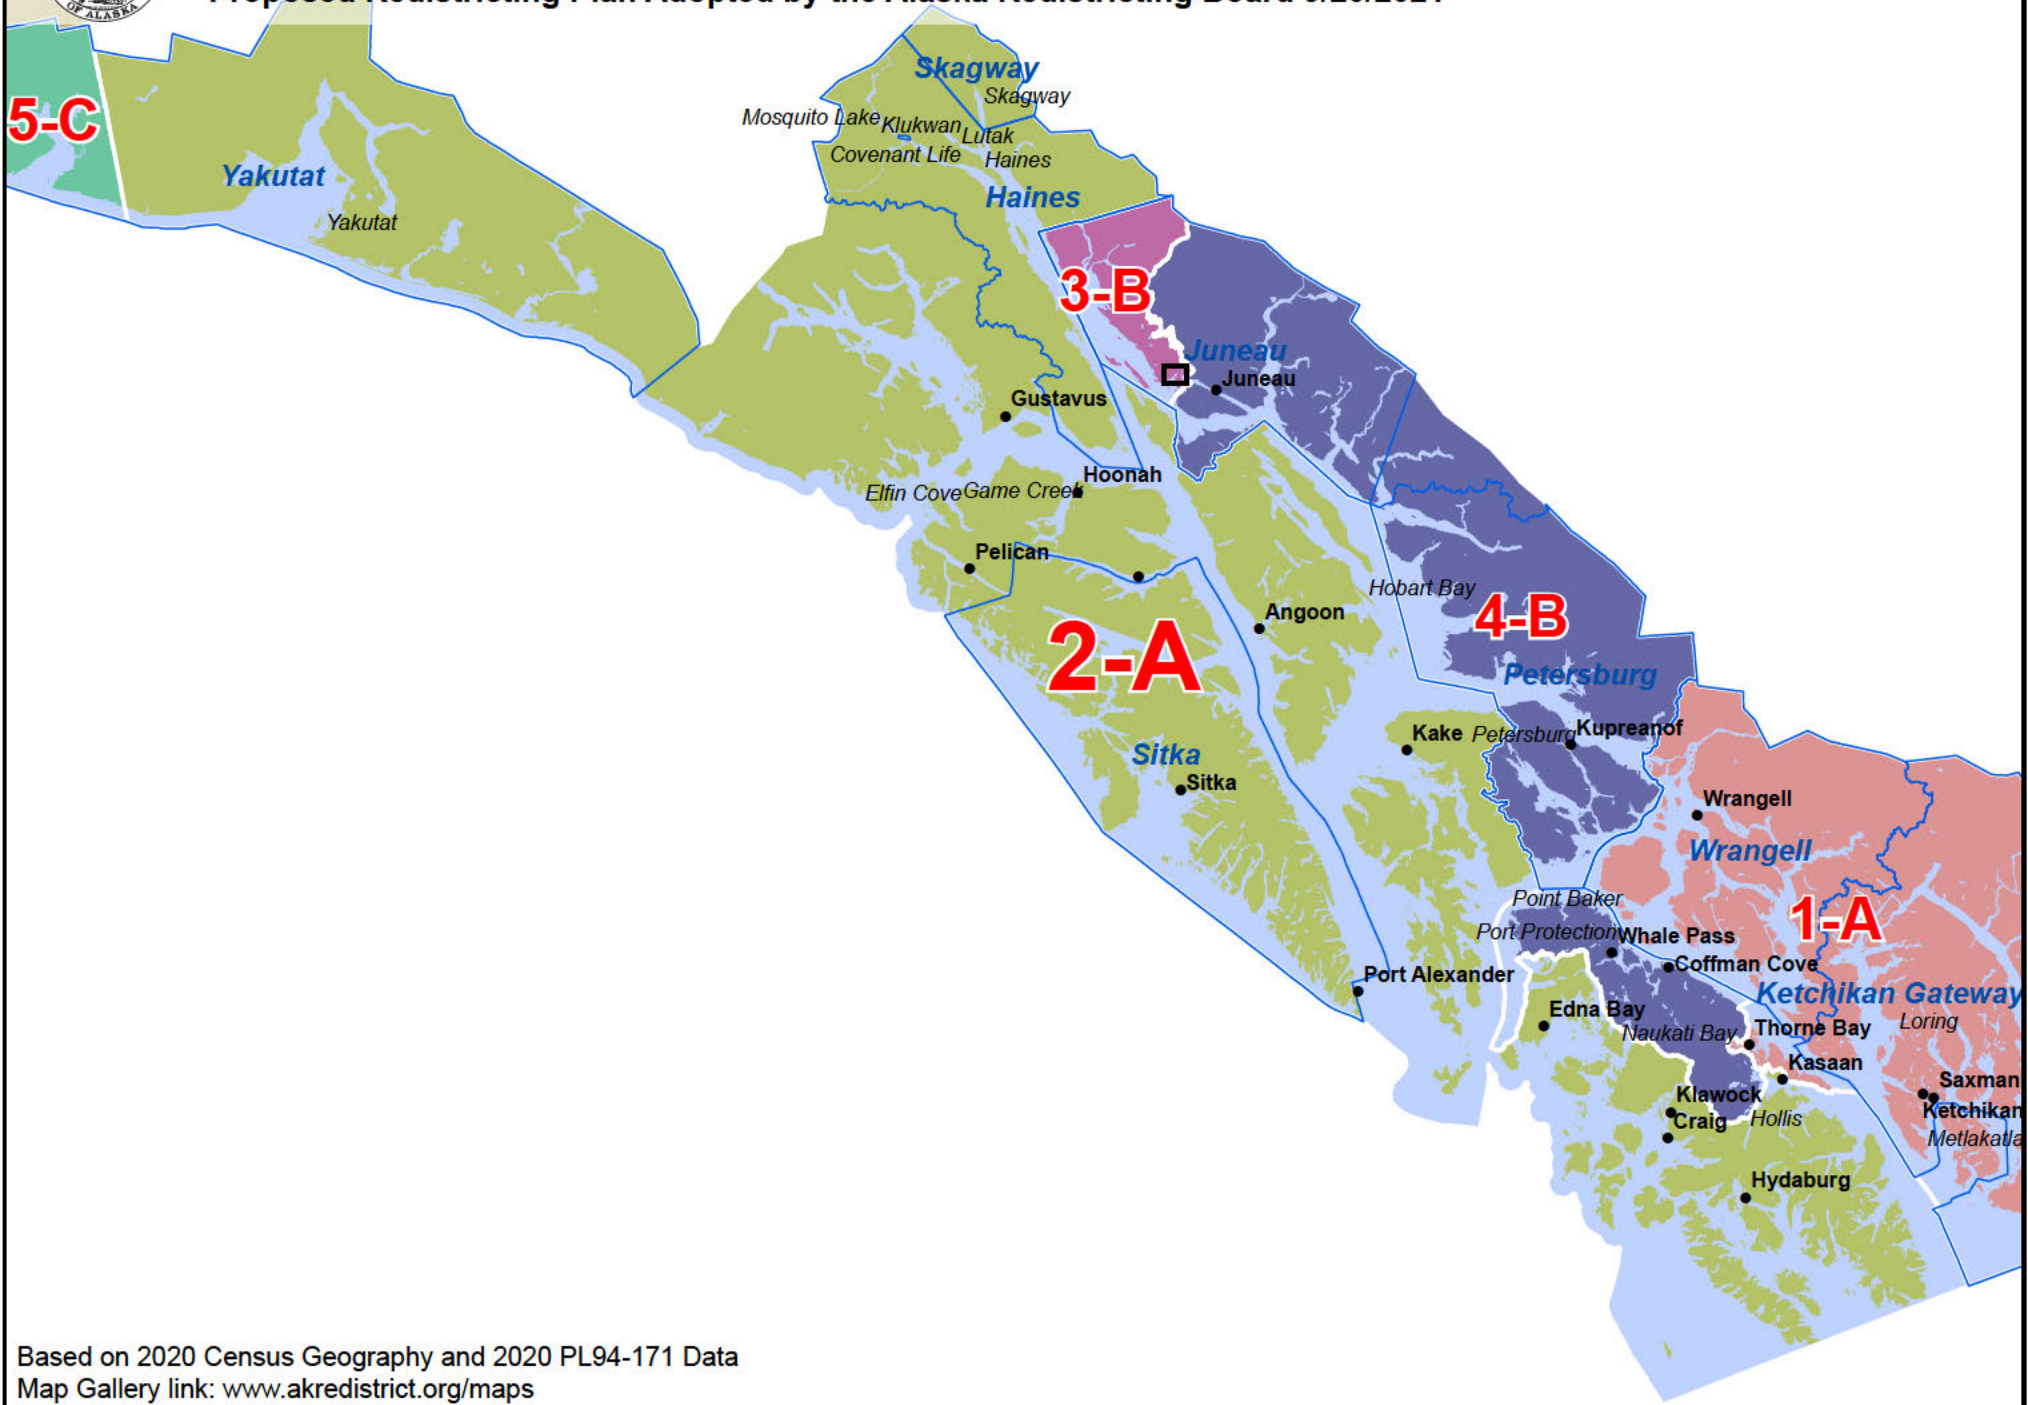 OF ALASKA
Skagway
Skagway
5-C
Mosquito Lake
Klukwan
Lutak
Covenant Life
Haines
Yakutat
Haines
Yakutat
3-B
Juneau
Juneau
Gustavus
Hoonah
Elfin Cove
Game Creek
Pelican
Hobart Bay
Angoon
4-B
2-A
Petersburg
Kake
Petersburg
Kupreanof
Sitka
Sitka
Wrangell
Wrangell
Point Baker
1-A
Port Protection
Whale Pass
Coffman Cove
Port Alexander
Ketchikan Gateway
Edna Bay
Loring
Naukati Bay
Thorne Bay
Kasaan
Saxman
Klawock
Ketchikan
Craig
Hollis
Metlakatla
Hydaburg
Based on 2020 Census Geography and 2020 PL94-171 Data
Map Gallery link: www.akredistrict.org/maps